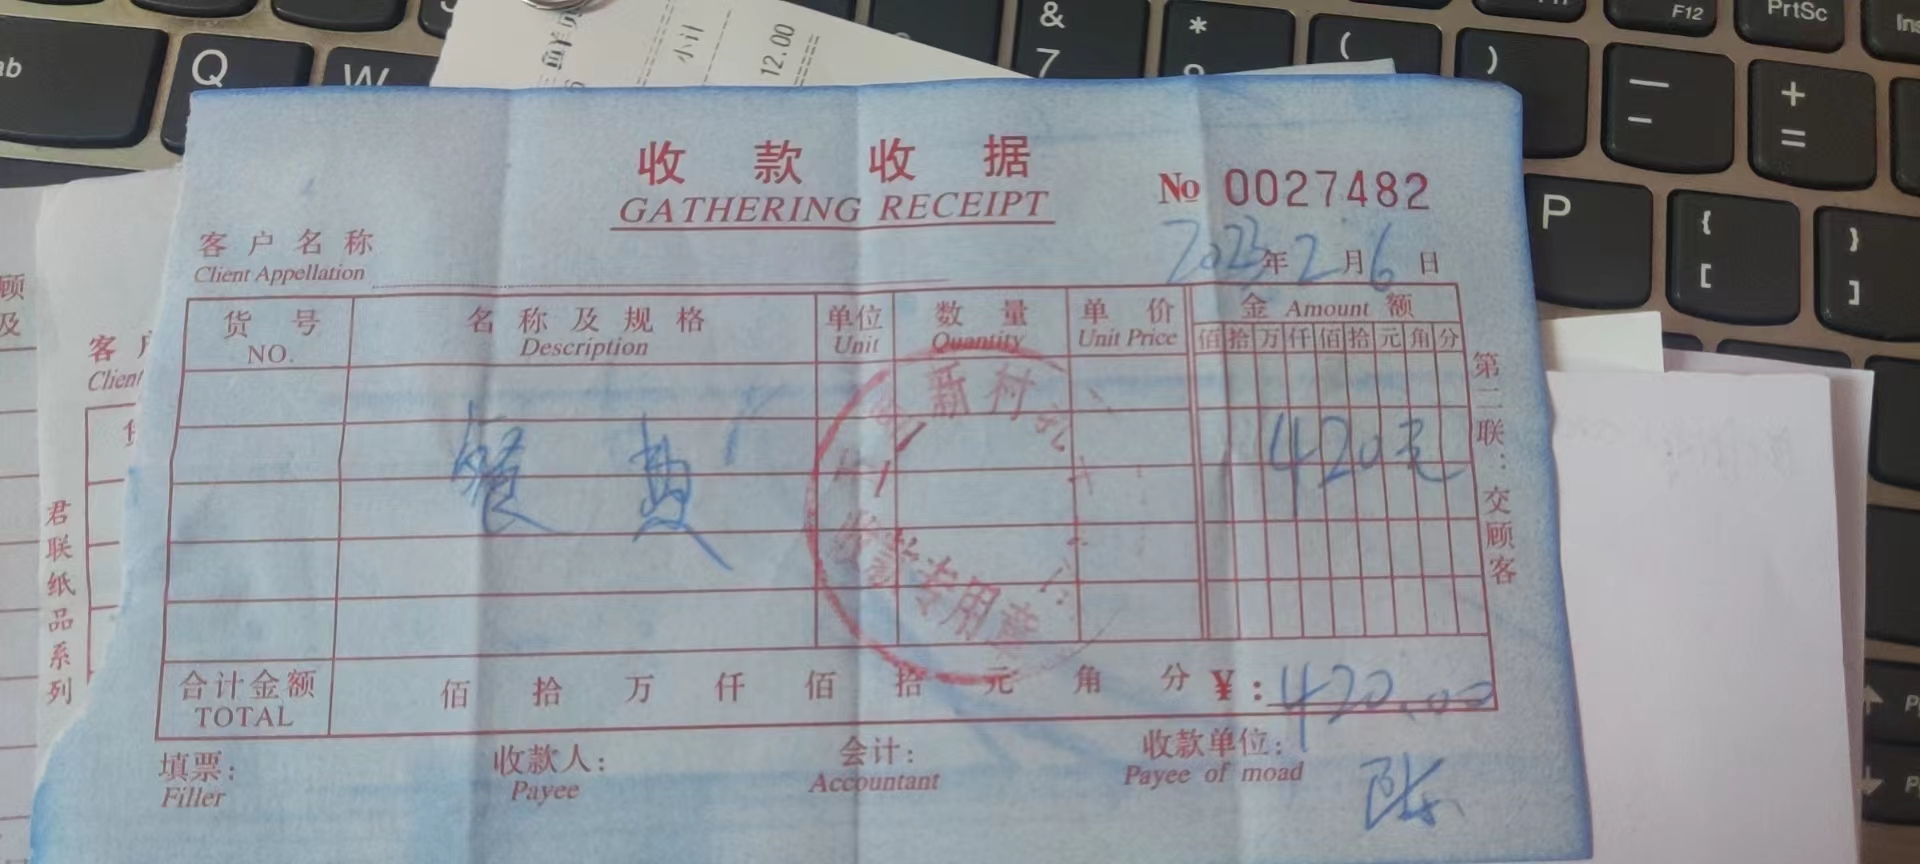 收款收据
GATHERING RECEIPT
No 0027482
2023年2月6日
客户名称
Client Appellation
货号
NO.
名称及规格
Description
单位
Unit
数量
Quantity
单价
Unit Price
金 Amount 额
佰拾万仟佰拾元角分
餐费
420元
新村
专用章
合计金额
TOTAL
佰 拾 万 仟 佰 拾 元 角 分 ¥:420.00
填票:
Filler
收款人:
Payee
会计:
Accountant
收款单位:
Payee of moad
陈
第二联:交顾客
君联纸品系列
客户
Client
顾
及
小计
12.00
Q
W
&
7
*
(
)
F12
PrtSc
Ins
+
=
P
{
[
}
]